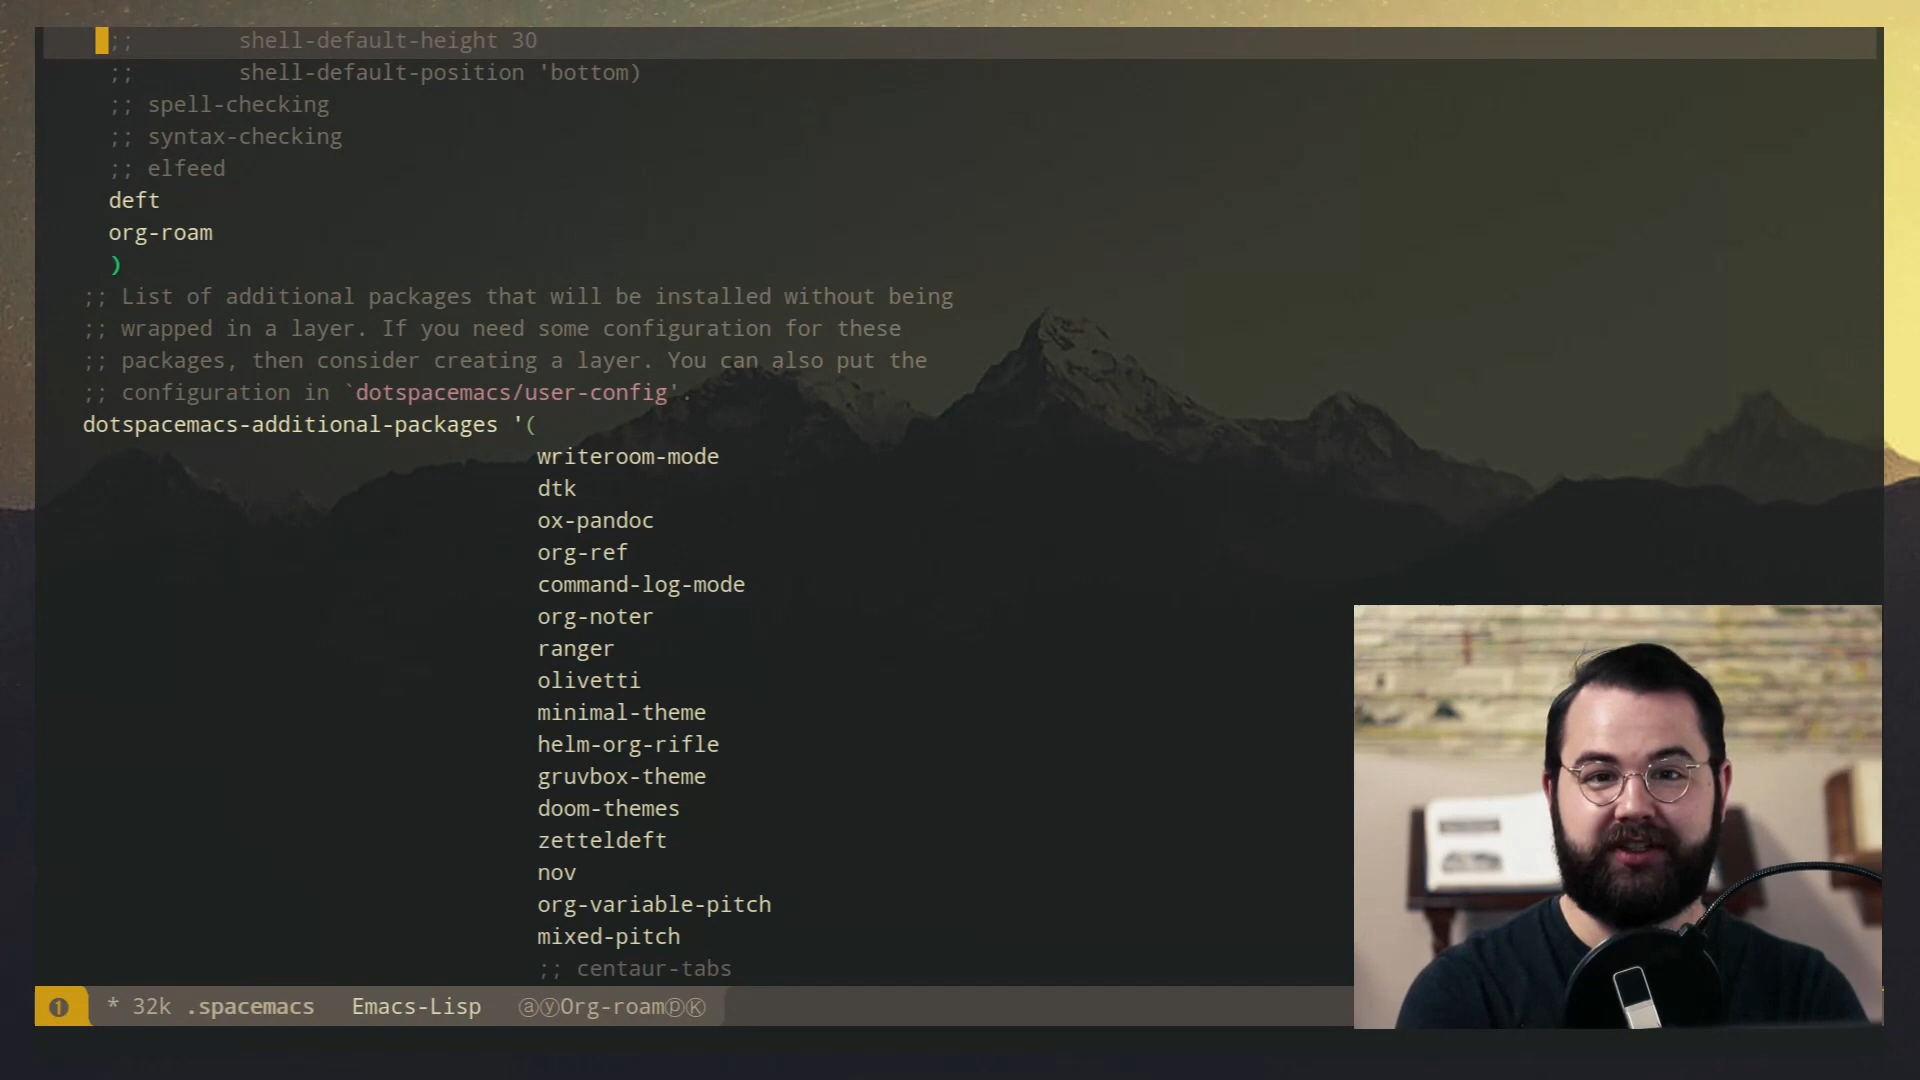 ;; shell-default-height 30
;; shell-default-position 'bottom)
;; spell-checking
;; syntax-checking
;; elfeed
deft
org-roam
)
;; List of additional packages that will be installed without being
;; wrapped in a layer. If you need some configuration for these
;; packages, then consider creating a layer. You can also put the
;; configuration in `dotspacemacs/user-config'.
dotspacemacs-additional-packages '(
writeroom-mode
dtk
ox-pandoc
org-ref
command-log-mode
org-noter
ranger
olivetti
minimal-theme
helm-org-rifle
gruvbox-theme
doom-themes
zetteldeft
nov
org-variable-pitch
mixed-pitch
;; centaur-tabs
❶ * 32k .spacemacs Emacs-Lisp ⓐⓨOrg-roamⓟⓀ